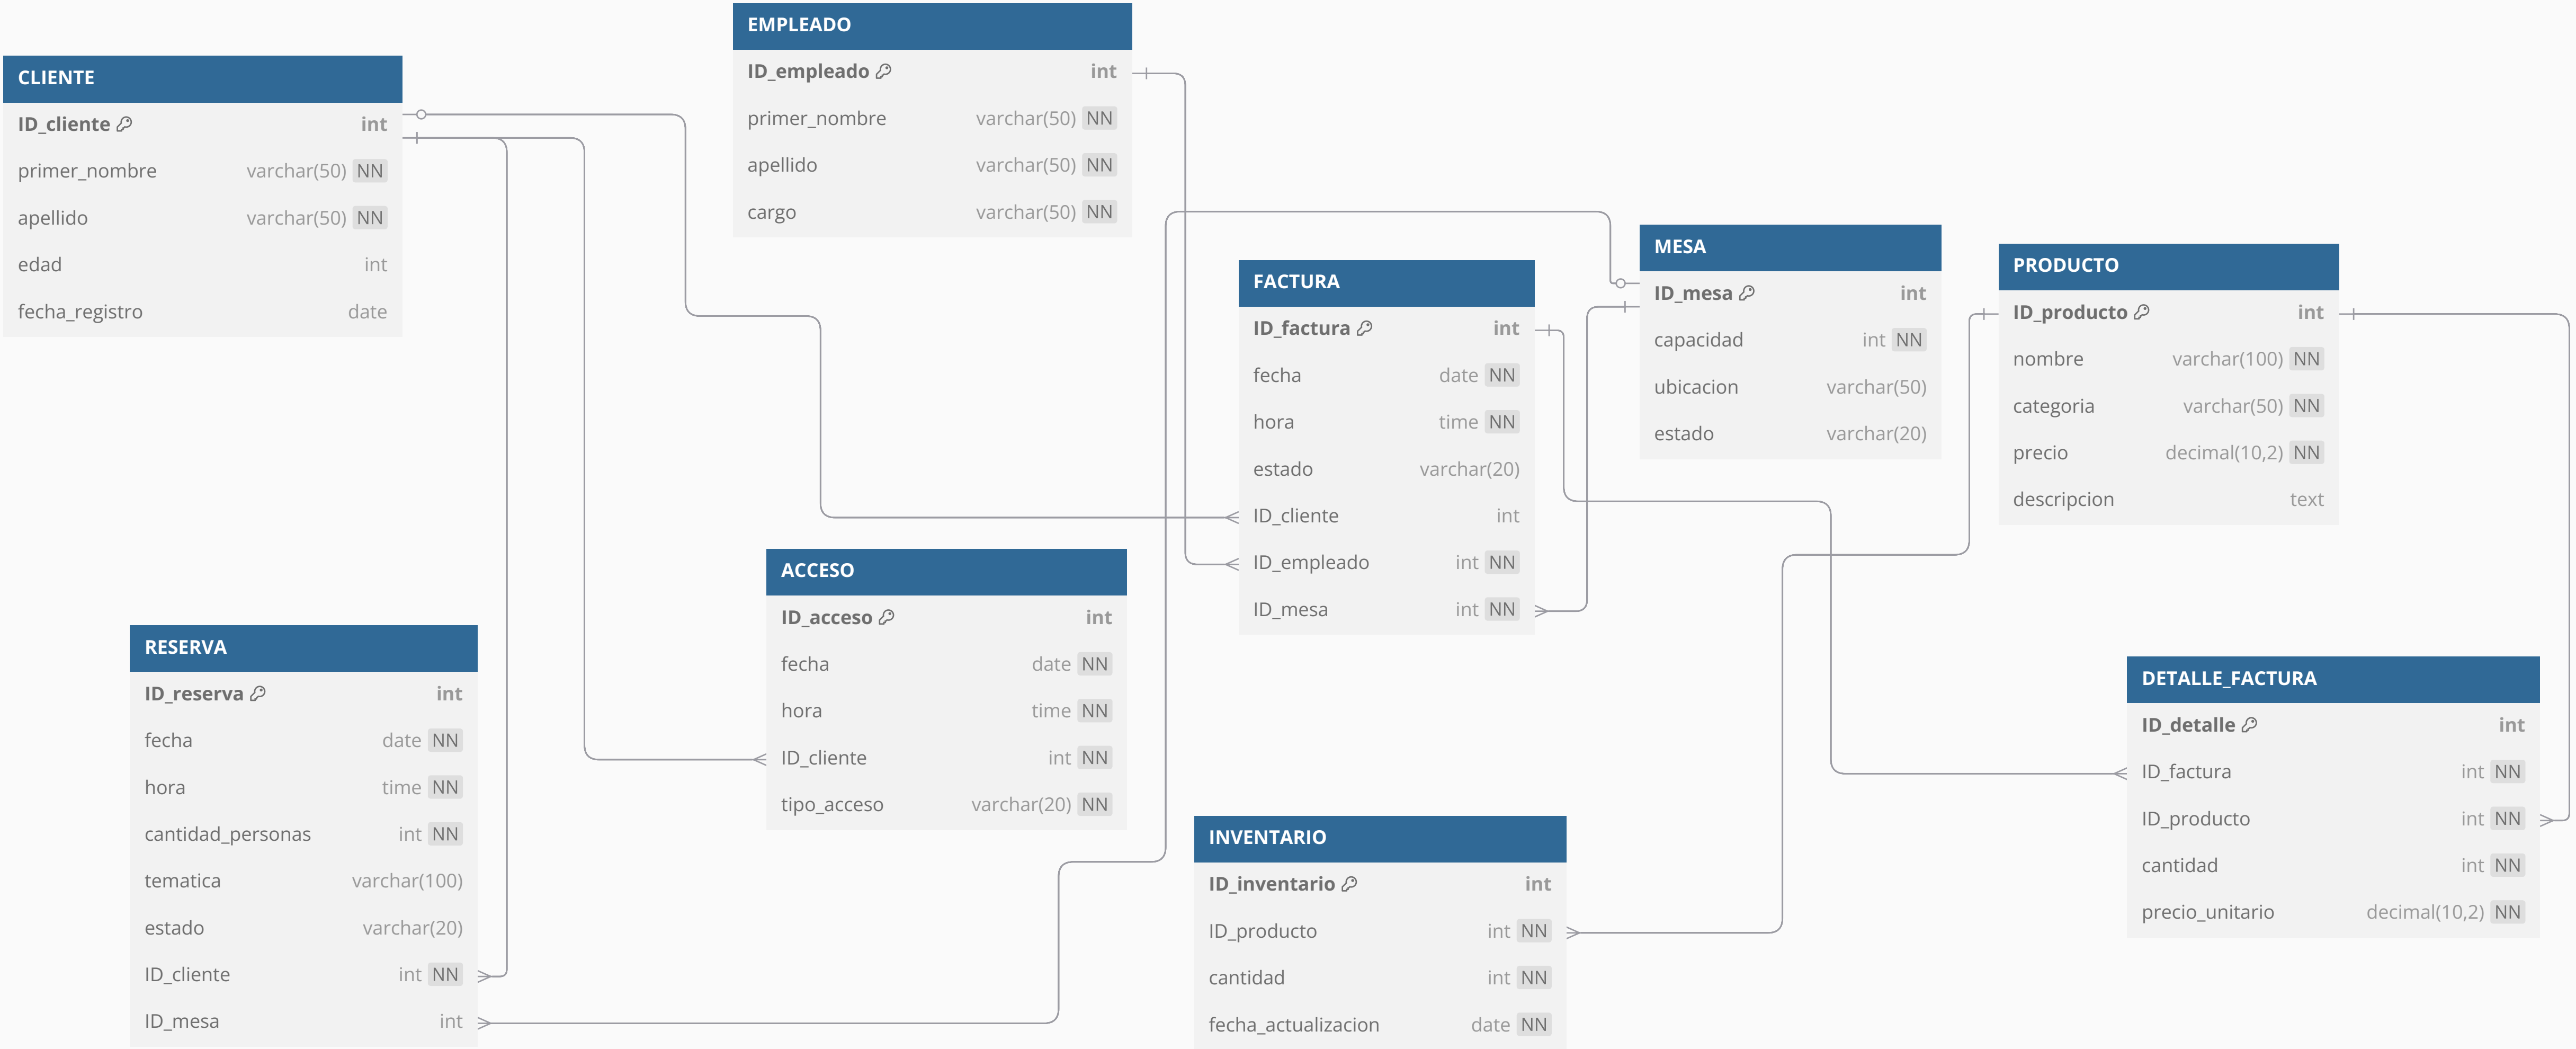 EMPLEADO
ID_empleado int
primer_nombre varchar(50) NN
apellido varchar(50) NN
cargo varchar(50) NN
CLIENTE
ID_cliente int
primer_nombre varchar(50) NN
apellido varchar(50) NN
edad int
fecha_registro date
MESA
ID_mesa int
capacidad int NN
ubicacion varchar(50)
estado varchar(20)
PRODUCTO
ID_producto int
nombre varchar(100) NN
categoria varchar(50) NN
precio decimal(10,2) NN
descripcion text
FACTURA
ID_factura int
fecha date NN
hora time NN
estado varchar(20)
ID_cliente int
ID_empleado int NN
ID_mesa int NN
ACCESO
ID_acceso int
fecha date NN
hora time NN
ID_cliente int NN
tipo_acceso varchar(20) NN
RESERVA
ID_reserva int
fecha date NN
hora time NN
cantidad_personas int NN
tematica varchar(100)
estado varchar(20)
ID_cliente int NN
ID_mesa int
DETALLE_FACTURA
ID_detalle int
ID_factura int NN
ID_producto int NN
cantidad int NN
precio_unitario decimal(10,2) NN
INVENTARIO
ID_inventario int
ID_producto int NN
cantidad int NN
fecha_actualizacion date NN